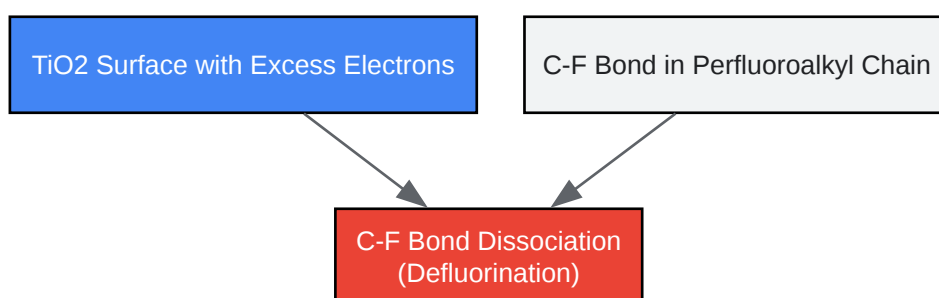 TiO2 Surface with Excess Electrons
C-F Bond in Perfluoroalkyl Chain
C-F Bond Dissociation
(Defluorination)